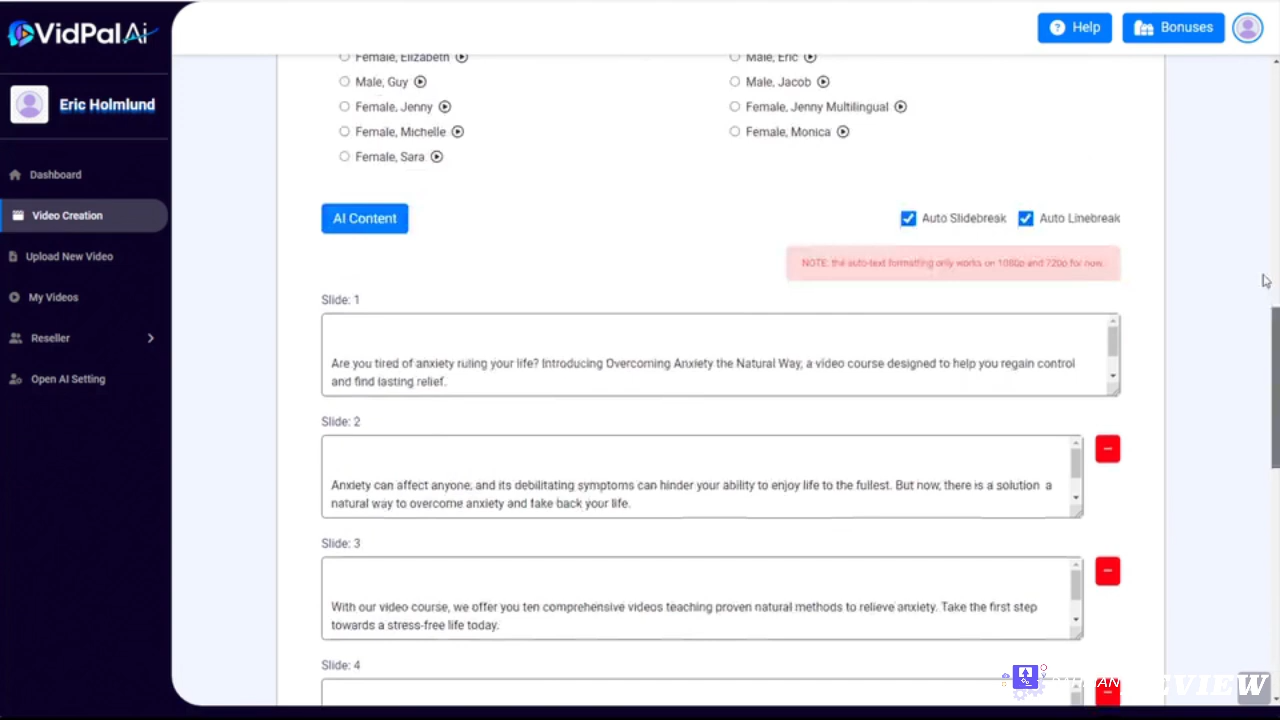 VidPalAi
Help
Bonuses
Eric Holmlund
Dashboard
Video Creation
Upload New Video
My Videos
Reseller
Open AI Setting
Female, Elizabeth
Male, Eric
Male, Guy
Male, Jacob
Female, Jenny
Female, Jenny Multilingual
Female, Michelle
Female, Monica
Female, Sara
AI Content
Auto Slidebreak
Auto Linebreak
NOTE: the auto-text formatting only works on 1080p and 720p for now.
Slide: 1
Are you tired of anxiety ruling your life? Introducing Overcoming Anxiety the Natural Way, a video course designed to help you regain control
and find lasting relief.
Slide: 2
Anxiety can affect anyone, and its debilitating symptoms can hinder your ability to enjoy life to the fullest. But now, there is a solution a
natural way to overcome anxiety and take back your life.
Slide: 3
With our video course, we offer you ten comprehensive videos teaching proven natural methods to relieve anxiety. Take the first step
towards a stress-free life today.
Slide: 4
REVIEW